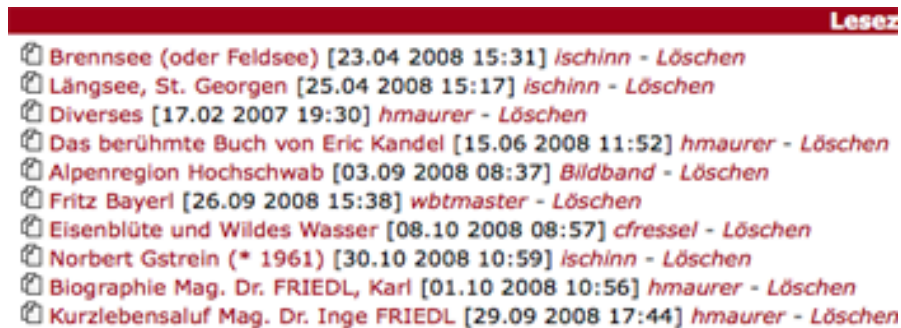 Lesez
Brennsee (oder Feldsee) [23.04 2008 15:31] ischinn - Löschen
Längsee, St. Georgen [25.04 2008 15:17] ischinn - Löschen
Diverses [17.02 2007 19:30] hmaurer - Löschen
Das berühmte Buch von Eric Kandel [15.06 2008 11:52] hmaurer - Löschen
Alpenregion Hochschwab [03.09 2008 08:37] Bildband - Löschen
Fritz Bayerl [26.09 2008 15:38] wbtmaster - Löschen
Eisenblüte und Wildes Wasser [08.10 2008 08:57] cfressel - Löschen
Norbert Gstrein (* 1961) [30.10 2008 10:59] ischinn - Löschen
Biographie Mag. Dr. FRIEDL, Karl [01.10 2008 10:56] hmaurer - Löschen
Kurzlebensaluf Mag. Dr. Inge FRIEDL [29.09 2008 17:44] hmaurer - Löschen